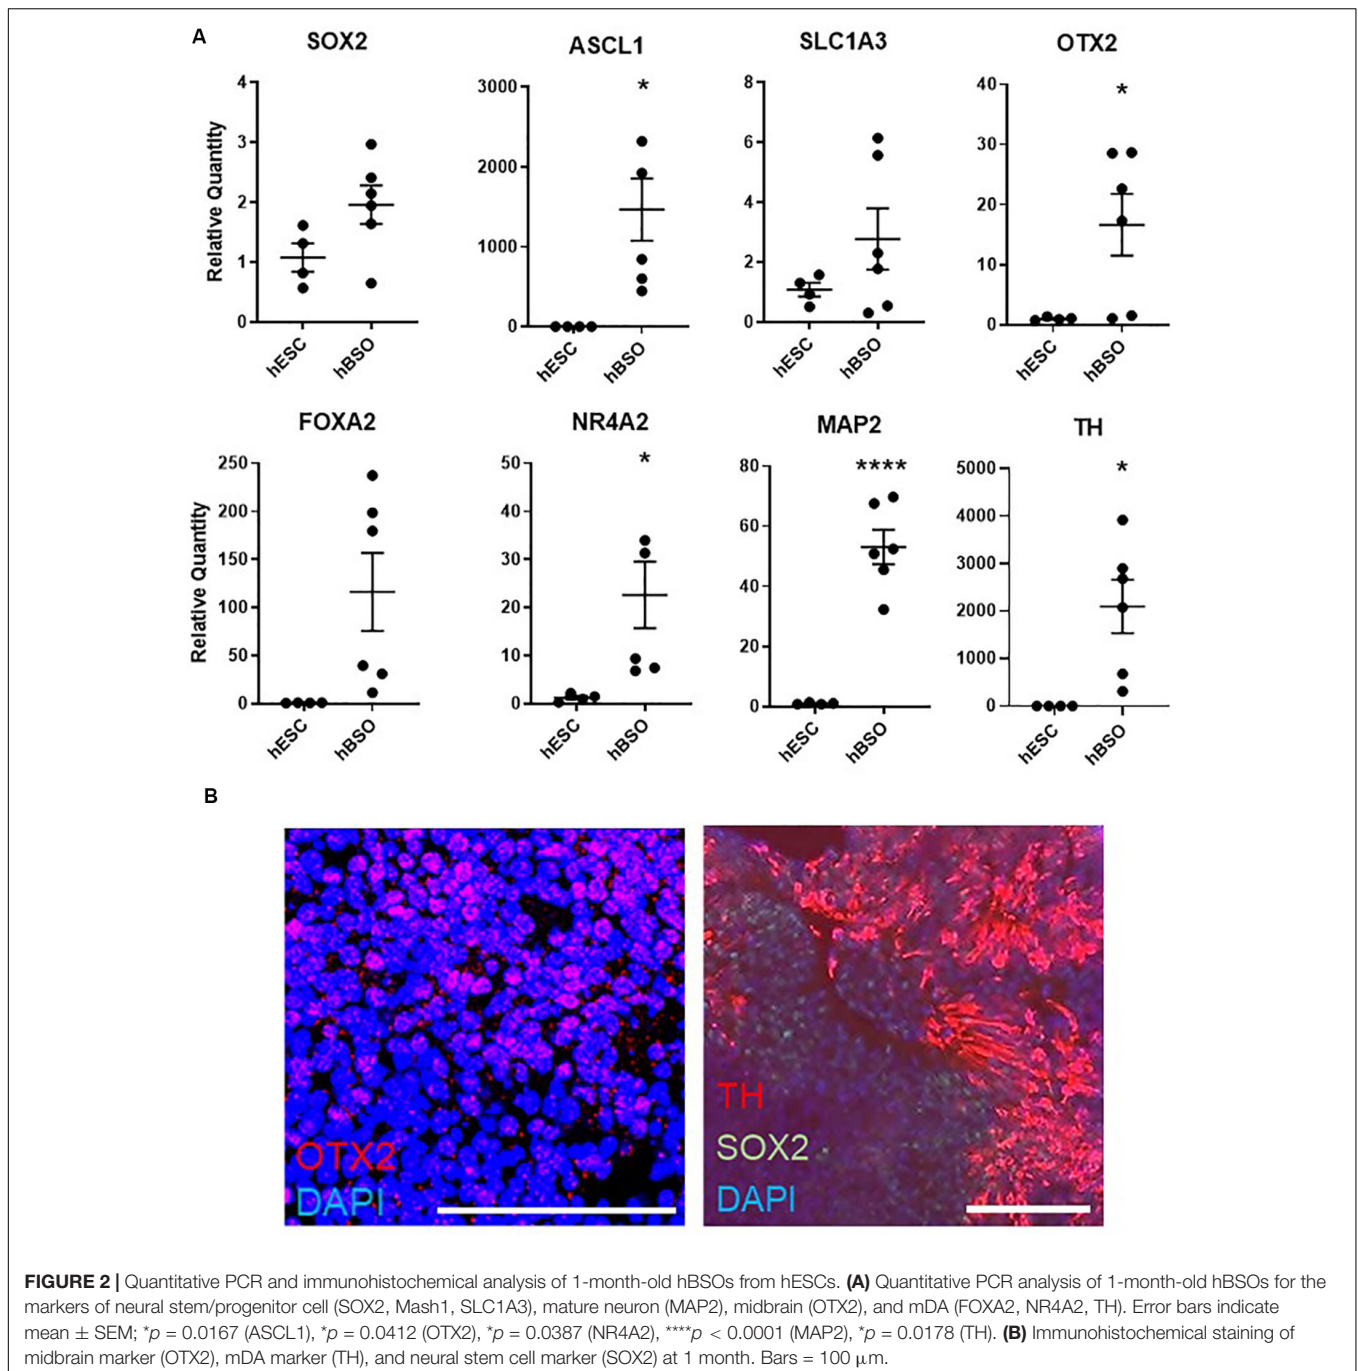 A
SOX2
ASCL1
SLC1A3
OTX2
Relative Quantity
4
3
2
1
0
hESC
hBSO
3000
2000
1000
0
*
hESC
hBSO
8
6
4
2
0
hESC
hBSO
40
30
20
10
0
*
hESC
hBSO
FOXA2
NR4A2
MAP2
TH
Relative Quantity
250
200
150
100
50
0
hESC
hBSO
50
40
30
20
10
0
*
hESC
hBSO
80
60
40
20
0
****
hESC
hBSO
5000
4000
3000
2000
1000
0
*
hESC
hBSO
B
OTX2
DAPI
TH
SOX2
DAPI
FIGURE 2 | Quantitative PCR and immunohistochemical analysis of 1-month-old hBSOs from hESCs. (A) Quantitative PCR analysis of 1-month-old hBSOs for the
markers of neural stem/progenitor cell (SOX2, Mash1, SLC1A3), mature neuron (MAP2), midbrain (OTX2), and mDA (FOXA2, NR4A2, TH). Error bars indicate
mean ± SEM; *p = 0.0167 (ASCL1), *p = 0.0412 (OTX2), *p = 0.0387 (NR4A2), ****p < 0.0001 (MAP2), *p = 0.0178 (TH). (B) Immunohistochemical staining of
midbrain marker (OTX2), mDA marker (TH), and neural stem cell marker (SOX2) at 1 month. Bars = 100 μm.